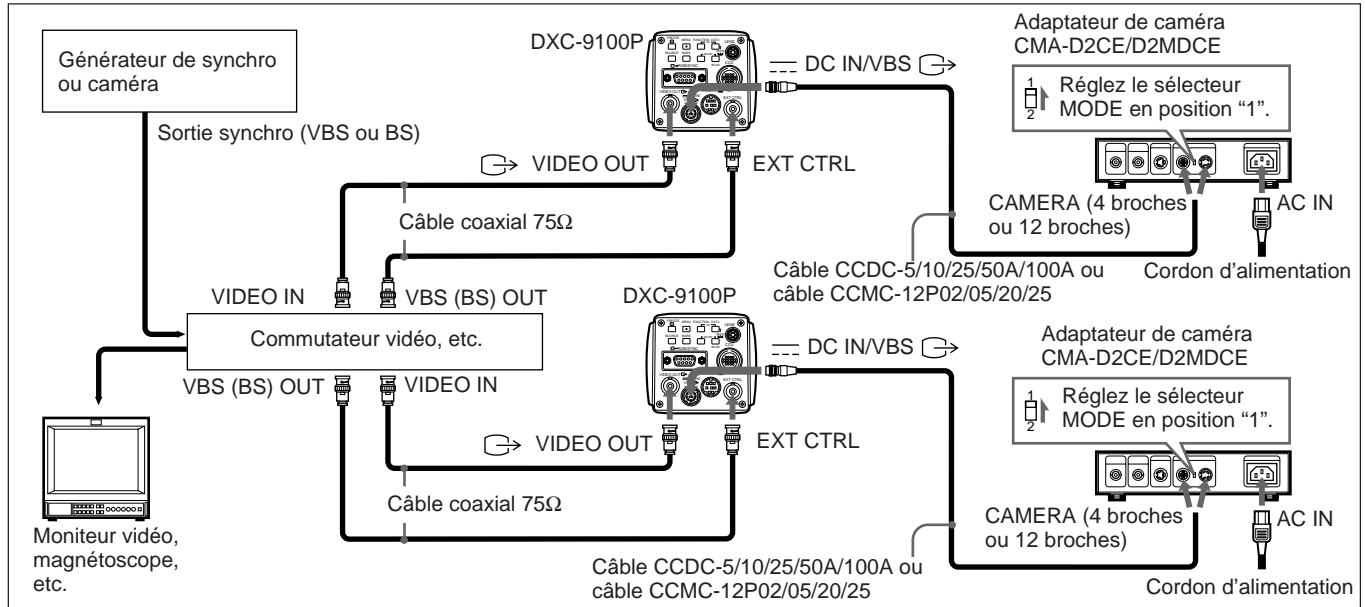 Générateur de synchro
ou caméra
Sortie synchro (VBS ou BS)
DXC-9100P
DC IN/VBS
Adaptateur de caméra
CMA-D2CE/D2MDCE
1
2
Réglez le sélecteur
MODE en position “1”.
VIDEO OUT
EXT CTRL
CAMERA (4 broches
ou 12 broches)
AC IN
Câble coaxial 75Ω
Câble CCDC-5/10/25/50A/100A ou
câble CCMC-12P02/05/20/25
Cordon d'alimentation
VIDEO IN
VBS (BS) OUT
Commutateur vidéo, etc.
VBS (BS) OUT
VIDEO IN
DXC-9100P
DC IN/VBS
Adaptateur de caméra
CMA-D2CE/D2MDCE
1
2
Réglez le sélecteur
MODE en position “1”.
VIDEO OUT
EXT CTRL
CAMERA (4 broches
ou 12 broches)
AC IN
Câble coaxial 75Ω
Câble CCDC-5/10/25/50A/100A ou
câble CCMC-12P02/05/20/25
Cordon d'alimentation
Moniteur vidéo,
magnétoscope,
etc.